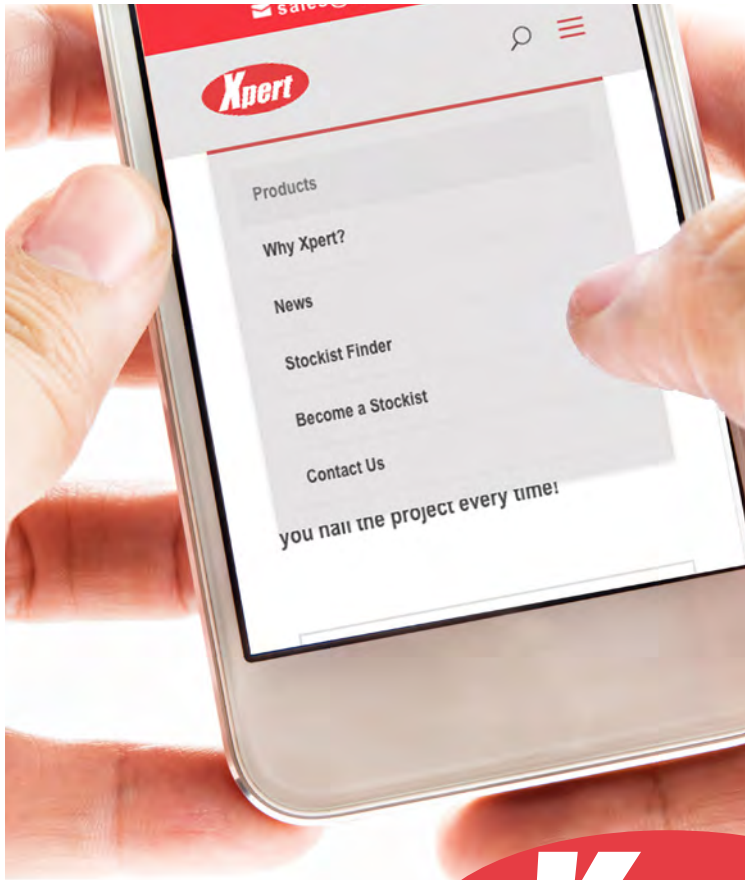 Xpert
Products
Why Xpert?
News
Stockist Finder
Become a Stockist
Contact Us
you nail the project every time!